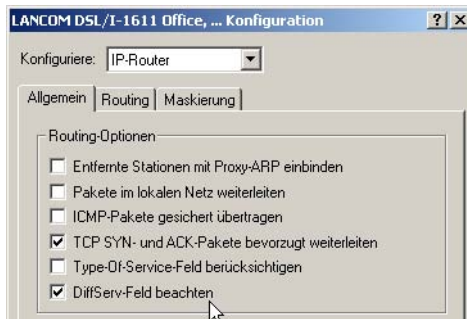 LANCOM DSL/I-1611 Office, ... Konfiguration
Konfiguriere: IP-Router
Allgemein Routing Maskierung
Routing-Optionen
Entfernte Stationen mit Proxy-ARP einbinden
Pakete im lokalen Netz weiterleiten
ICMP-Pakete gesichert übertragen
TCP SYN- und ACK-Pakete bevorzugt weiterleiten
Type-Of-Service-Feld berücksichtigen
DiffServ-Feld beachten